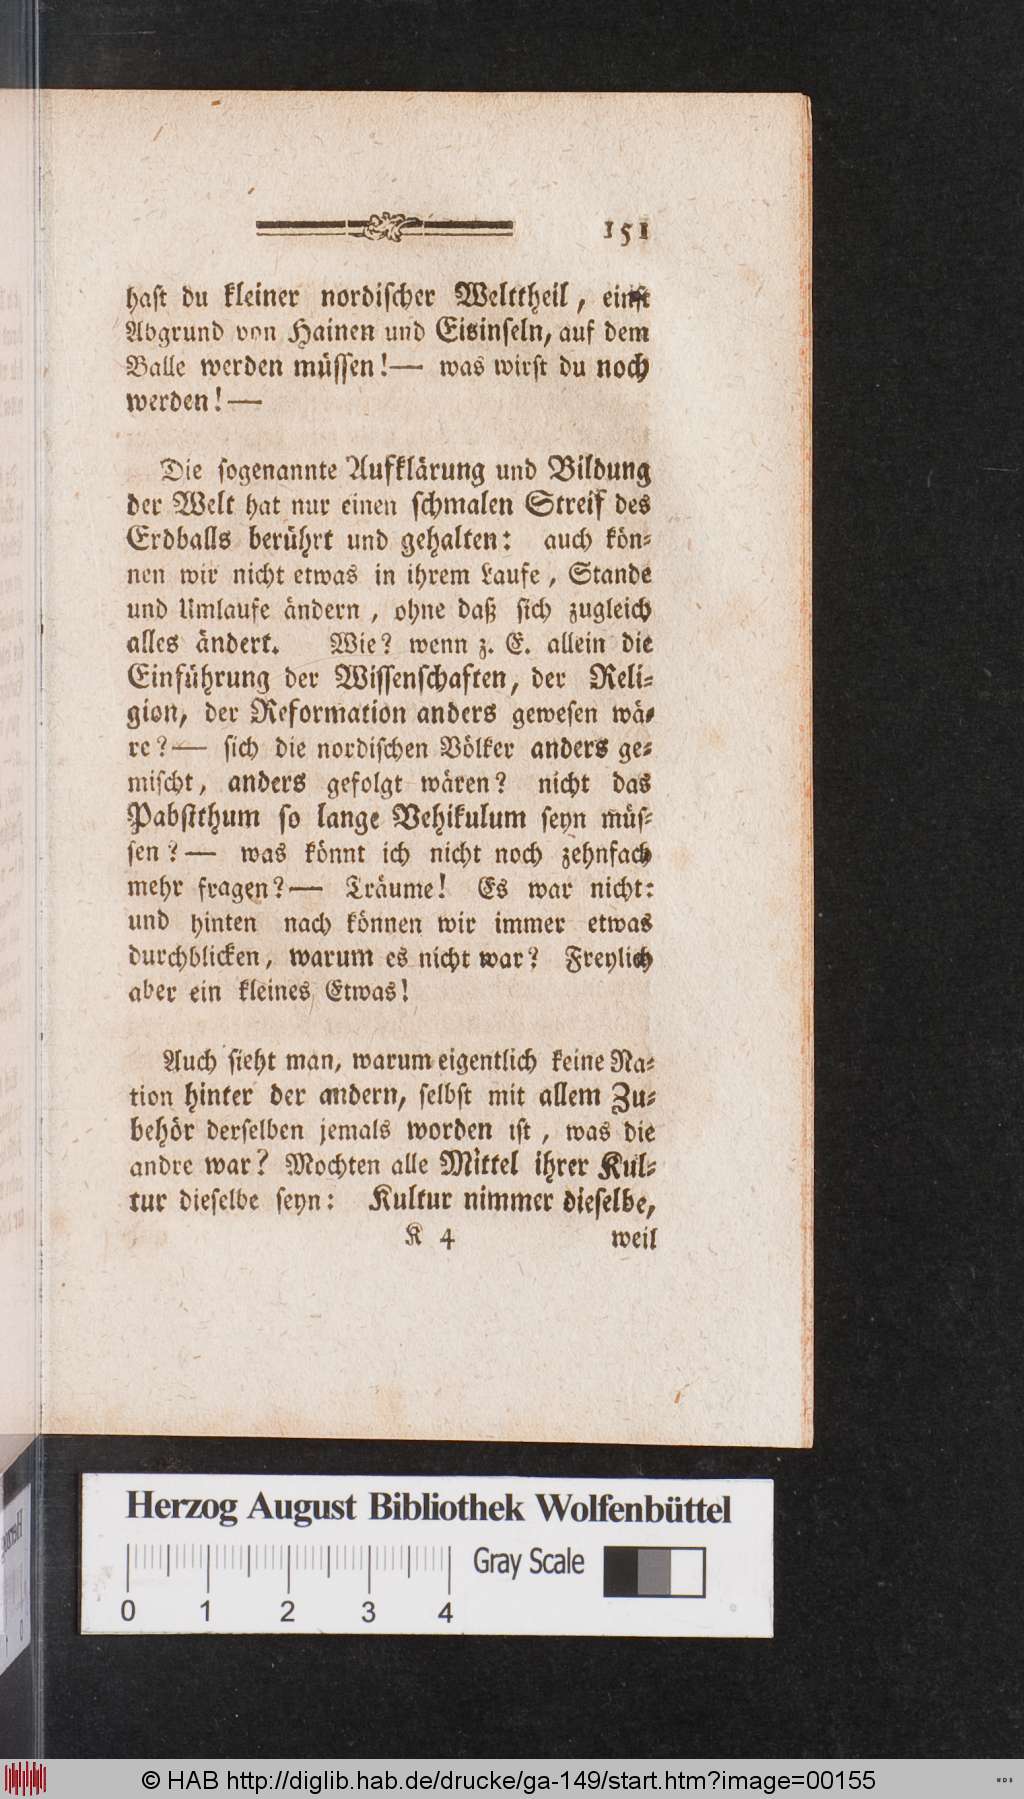 151
hast du kleiner nordischer Welttheil, einst
Abgrund von Hainen und Eisinseln, auf dem
Balle werden müssen!— was wirst du noch
werden!—
Die sogenannte Aufklärung und Bildung
der Welt hat nur einen schmalen Streif des
Erdballs berührt und gehalten: auch kön-
nen wir nicht etwas in ihrem Laufe, Stande
und Umlaufe ändern, ohne daß sich zugleich
alles ändert. Wie? wenn z. E. allein die
Einführung der Wissenschaften, der Reli-
gion, der Reformation anders gewesen wä-
re?— sich die nordischen Völker anders ge-
mischt, anders gefolgt wären? nicht das
Pabstthum so lange Vehikulum seyn müs-
sen?— was könnt ich nicht noch zehnfach
mehr fragen?— Träume! Es war nicht:
und hinten nach können wir immer etwas
durchblicken, warum es nicht war? Freylich
aber ein kleines Etwas!
Auch sieht man, warum eigentlich keine Na-
tion hinter der andern, selbst mit allem Zu-
behör derselben jemals worden ist, was die
andre war? Mochten alle Mittel ihrer Kul-
tur dieselbe seyn: Kultur nimmer dieselbe,
K 4 weil
Herzog August Bibliothek Wolfenbüttel
Gray Scale
0 1 2 3 4
© HAB http://diglib.hab.de/drucke/ga-149/start.htm?image=00155